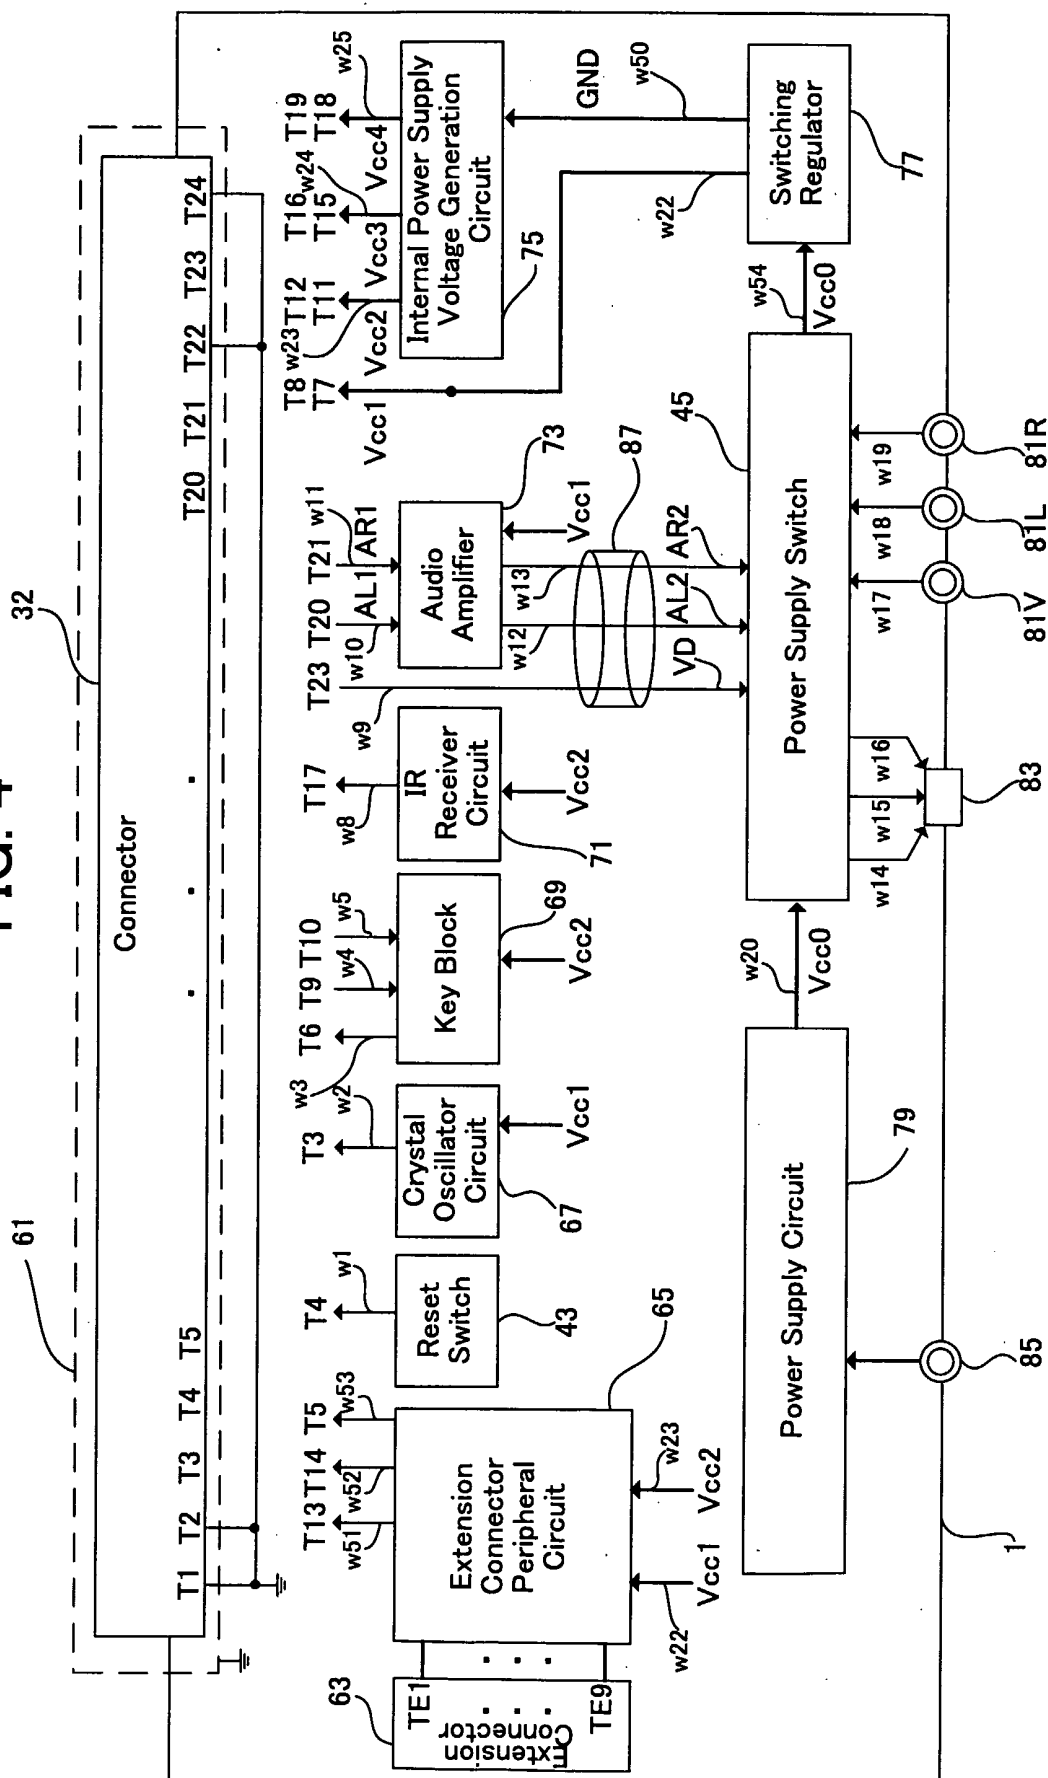 FIG. 4
61
32
Connector
T1
T2
T3
T4
T5
T20
T21
T22
T23
T24
63
Extension
Connector
TE1
TE9
T13
T14
T5
w51
w52
w53
Extension
Connector
Peripheral
Circuit
65
w22
w23
Vcc1
Vcc2
T4
w1
Reset
Switch
43
T3
w2
Crystal
Oscillator
Circuit
67
Vcc1
T6
T9
T10
w3
w4
w5
Key Block
69
Vcc2
T17
w8
IR
Receiver
Circuit
71
Vcc2
T23
T20
T21
w9
w10
w11
AL1
AR1
Audio
Amplifier
73
Vcc1
w12
w13
87
VD
AL2
AR2
T8
T7
Vcc1
T12
T11
w23
Vcc2
T16
T15
w24
Vcc3
T19
T18
w25
Vcc4
Internal Power Supply
Voltage Generation
Circuit
75
GND
w50
w22
Switching
Regulator
77
w54
Vcc0
Power Supply Switch
45
w20
Vcc0
Power Supply Circuit
79
w14
w15
w16
w17
w18
w19
1
85
83
81V
81L
81R